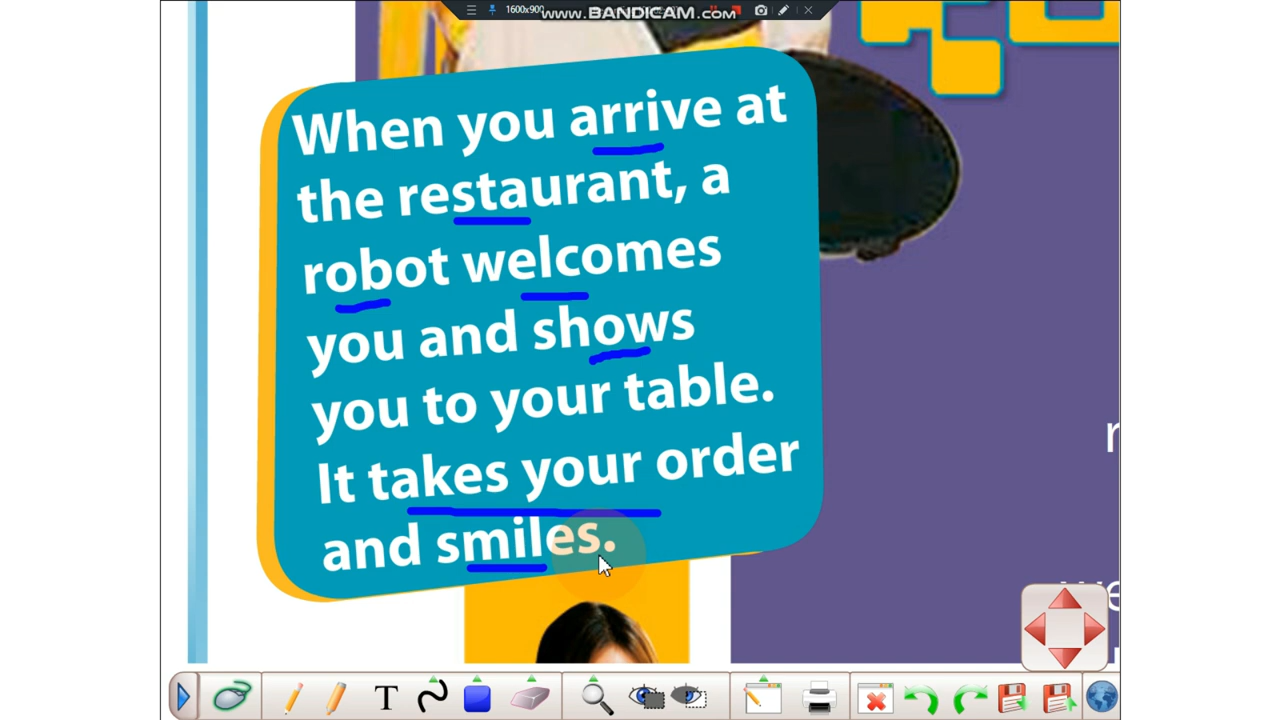 1600x900
www.BANDICAM.com
When you arrive at
the restaurant, a
robot welcomes
you and shows
you to your table.
It takes your order
and smiles.
T